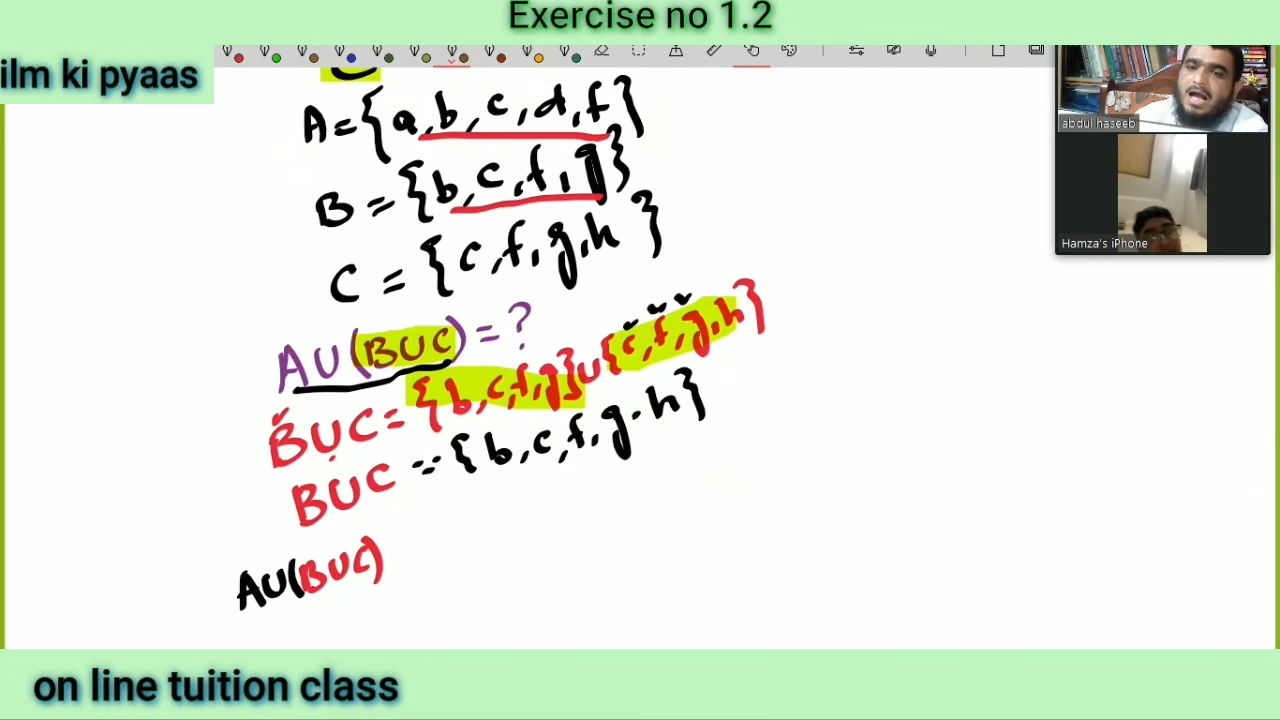 Exercise no 1.2
ilm ki pyaas
A={a,b,c,d,f}
B={b,c,f,g}
C={c,f,g,h}
AU(BUC)=?
BUC={b,c,f,g}U{c,f,g,h}
BUC={b,c,f,g.h}
AU(BUC)
abdul haseeb
Hamza's iPhone
on line tuition class